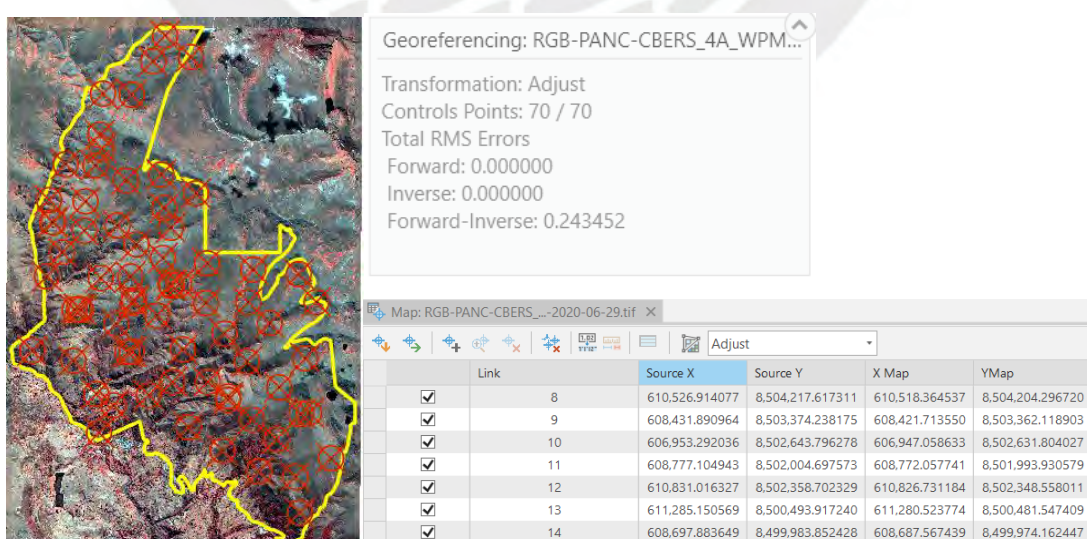 Georeferencing: RGB-PANC-CBERS_4A_WPM...
Transformation: Adjust
Controls Points: 70 / 70
Total RMS Errors
Forward: 0.000000
Inverse: 0.000000
Forward-Inverse: 0.243452
Map: RGB-PANC-CBERS_...-2020-06-29.tif
Adjust
Link Source X Source Y X Map YMap
8 610,526.914077 8,504,217.617311 610,518.364537 8,504,204.296720
9 608,431.890964 8,503,374.238175 608,421.713550 8,503,362.118903
10 606,953.292036 8,502,643.796278 606,947.058633 8,502,631.804027
11 608,777.104943 8,502,004.697573 608,772.057741 8,501,993.930579
12 610,831.016327 8,502,358.702329 610,826.731184 8,502,348.558011
13 611,285.150569 8,500,493.917240 611,280.523774 8,500,481.547409
14 608,697.883649 8,499,983.852428 608,687.567439 8,499,974.162447